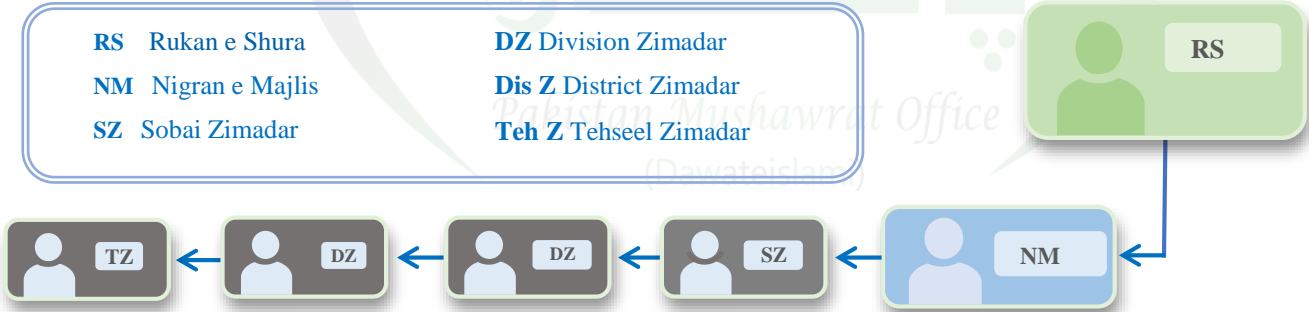 RS Rukan e Shura
NM Nigran e Majlis
SZ Sobai Zimadar
DZ Division Zimadar
Dis Z District Zimadar
Teh Z Tehseel Zimadar
Pakistan Mushawrat Office
(Dawateislami)
RS
TZ
DZ
DZ
SZ
NM